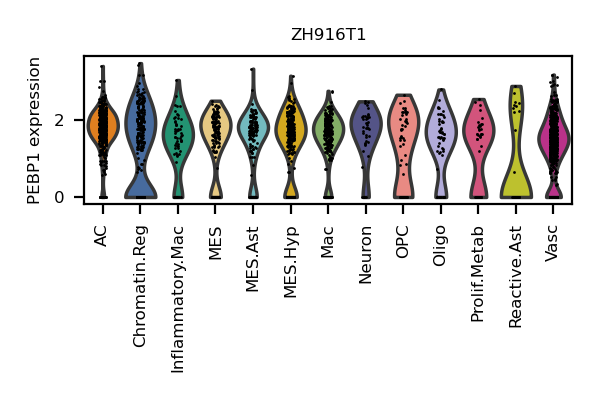 ZH916T1
PEBP1 expression
2
0
AC
Chromatin.Reg
Inflammatory.Mac
MES
MES.Ast
MES.Hyp
Mac
Neuron
OPC
Oligo
Prolif.Metab
Reactive.Ast
Vasc